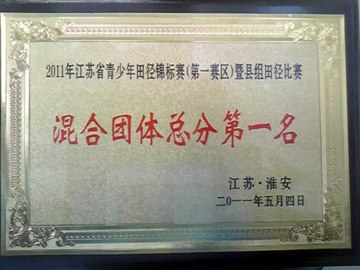 2011年江苏省青少年田径锦标赛(第一赛区)暨县组田径比赛
混合团体总分第一名
江苏·淮安
二〇一一年五月四日